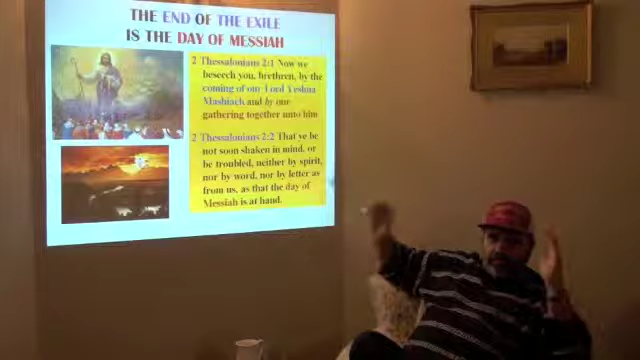 THE END OF THE EXILE
IS THE DAY OF MESSIAH
2 Thessalonians 2:1 Now we
beseech you, brethren, by the
coming of our Lord Yeshua
Mashiach and by our
gathering together unto him
2 Thessalonians 2:2 That ye be
not soon shaken in mind, or
be troubled, neither by spirit,
nor by word, nor by letter as
from us, as that the day of
Messiah is at hand.